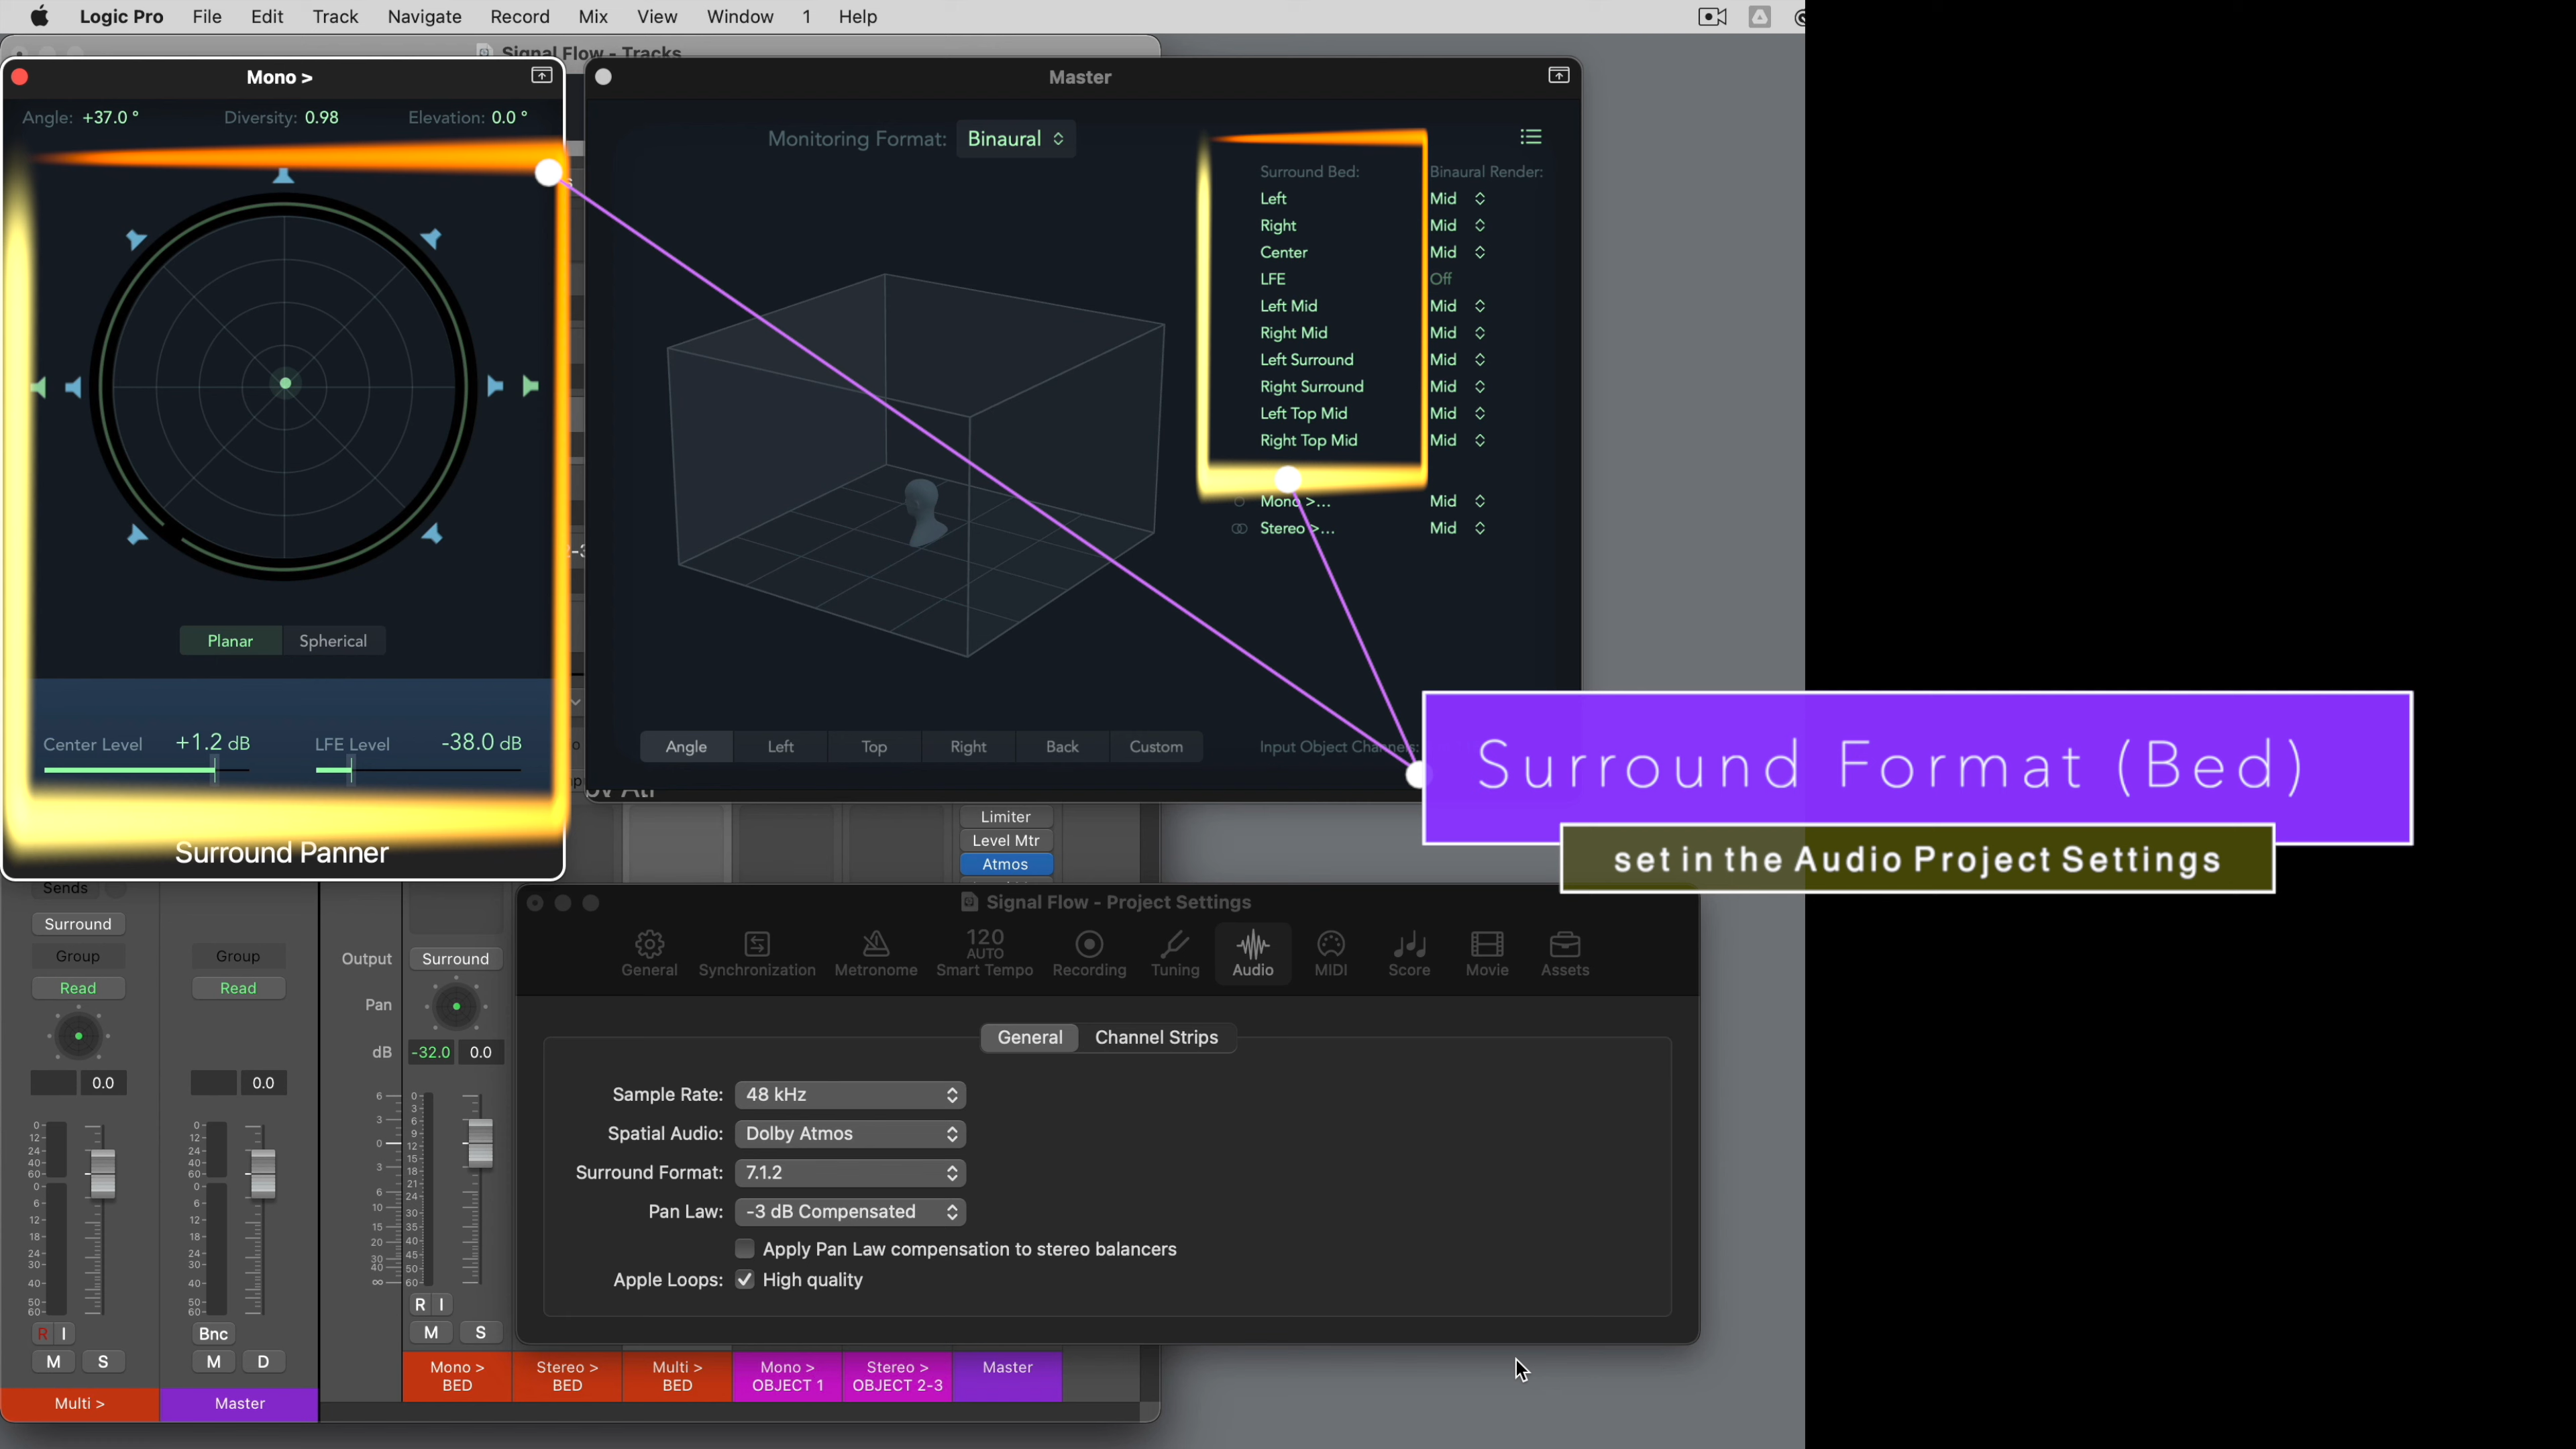 Logic Pro File Edit Track Mix Navigate Record Mix View Window 1 Help
Signal Flow - Tracks
Mono >
Angle: +37.0 ° Diversity: 0.98 Elevation: 0.0 °
Planar Spherical
Center Level +1.2 dB LFE Level -38.0 dB
Surround Panner
Master
Monitoring Format: Binaural
Surround Bed: Binaural Render:
Left Mid
Right Mid
Center Mid
LFE Off
Left Mid Mid
Right Mid Mid
Left Surround Mid
Right Surround Mid
Left Top Mid Mid
Right Top Mid Mid
Mono >... Mid
Stereo >... Mid
Angle Left Top Right Back Custom
Input Object Channels:
Surround Format (Bed)
set in the Audio Project Settings
Limiter
Level Mtr
Atmos
Sends
Surround
Group Group
Read Read
0.0 0.0
R I Bnc
M S M D
Multi > Master
Output Surround
Pan
dB -32.0 0.0
R I
M S
Signal Flow - Project Settings
General Synchronization Metronome 120 AUTO Smart Tempo Recording Tuning Audio MIDI Score Movie Assets
General Channel Strips
Sample Rate: 48 kHz
Spatial Audio: Dolby Atmos
Surround Format: 7.1.2
Pan Law: -3 dB Compensated
Apply Pan Law compensation to stereo balancers
Apple Loops: High quality
Mono > Stereo > Multi > Mono > Stereo > Master
BED BED BED OBJECT 1 OBJECT 2-3